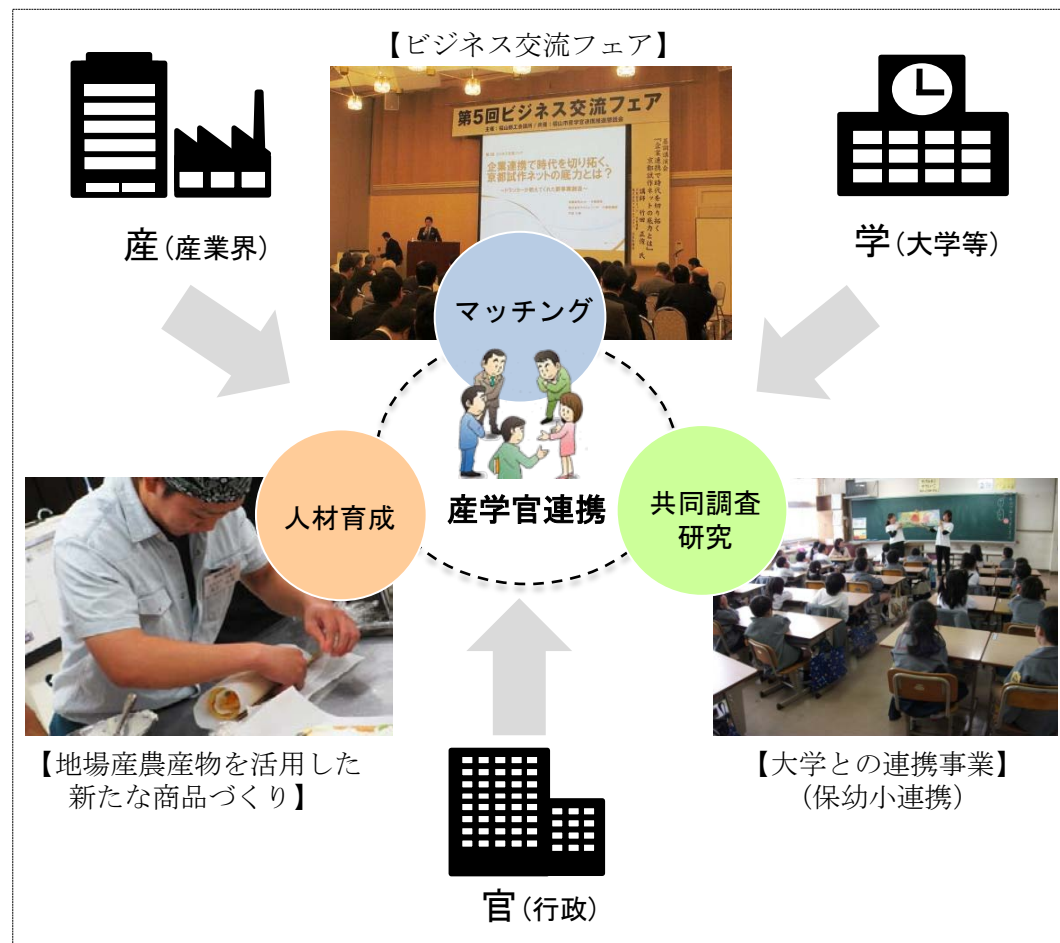 【ビジネス交流フェア】
第5回ビジネス交流フェア
企業連携で時代を切り拓く、
京都試作ネットの底力とは？
産(産業界)
学(大学等)
マッチング
人材育成
産学官連携
共同調査
研究
【地場産農産物を活用した
新たな商品づくり】
【大学との連携事業】
(保幼小連携)
官(行政)